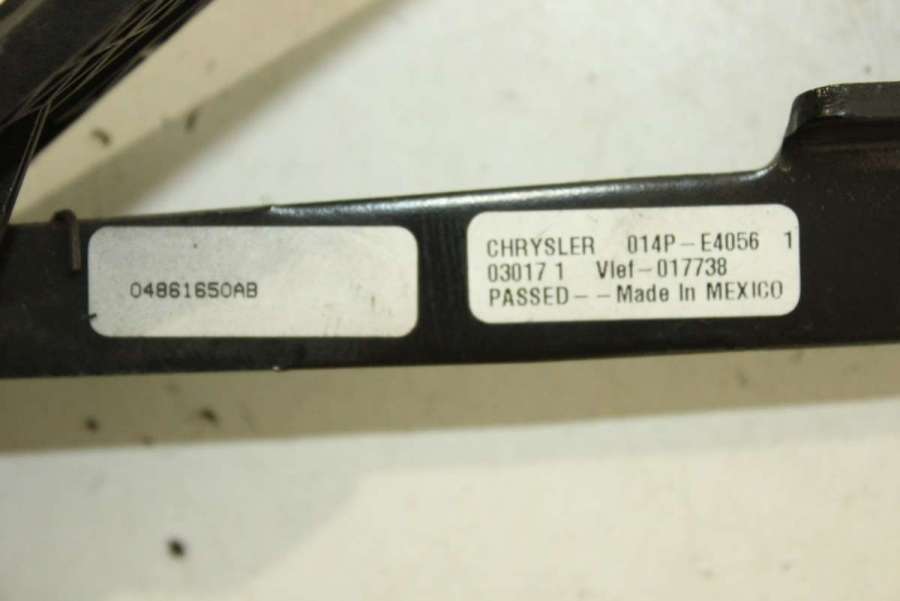 04861650AB
CHRYSLER 014P-E4056 1
03017 1 Vlef-017738
PASSED--Made In MEXICO